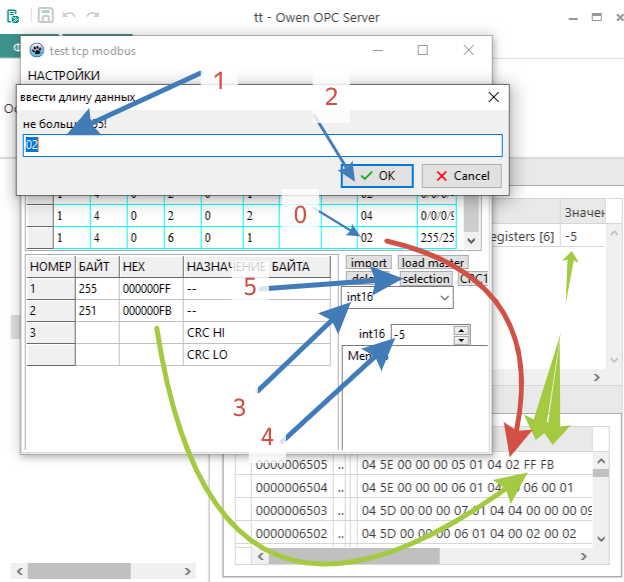 tt - Owen OPC Server
Ф
test tcp modbus
НАСТРОЙКИ
1
ввести длину данных
2
не больш
5!
02
OK
Cancel
1 4 0 2 0 2 04 0/0/0/9
0
Значен
1 4 0 6 0 1 02 255/25
egisters [6] -5
НОМЕР БАЙТ HEX НАЗНАЧЕНИЕ БАЙТА
import load master
5
selection CRC1
1 255 000000FF --
int16
2 251 000000FB --
3 CRC HI
int16 -5
CRC LO
3
4
0000006505 .. 04 5E 00 00 00 05 01 04 02 FF FB
0000006504 .. 04 5E 00 00 00 06 01 04 00 06 00 01
0000006503 .. 04 5D 00 00 00 07 01 04 04 00 00 00 09
0000006502 .. 04 5D 00 00 00 06 01 04 00 02 00 02